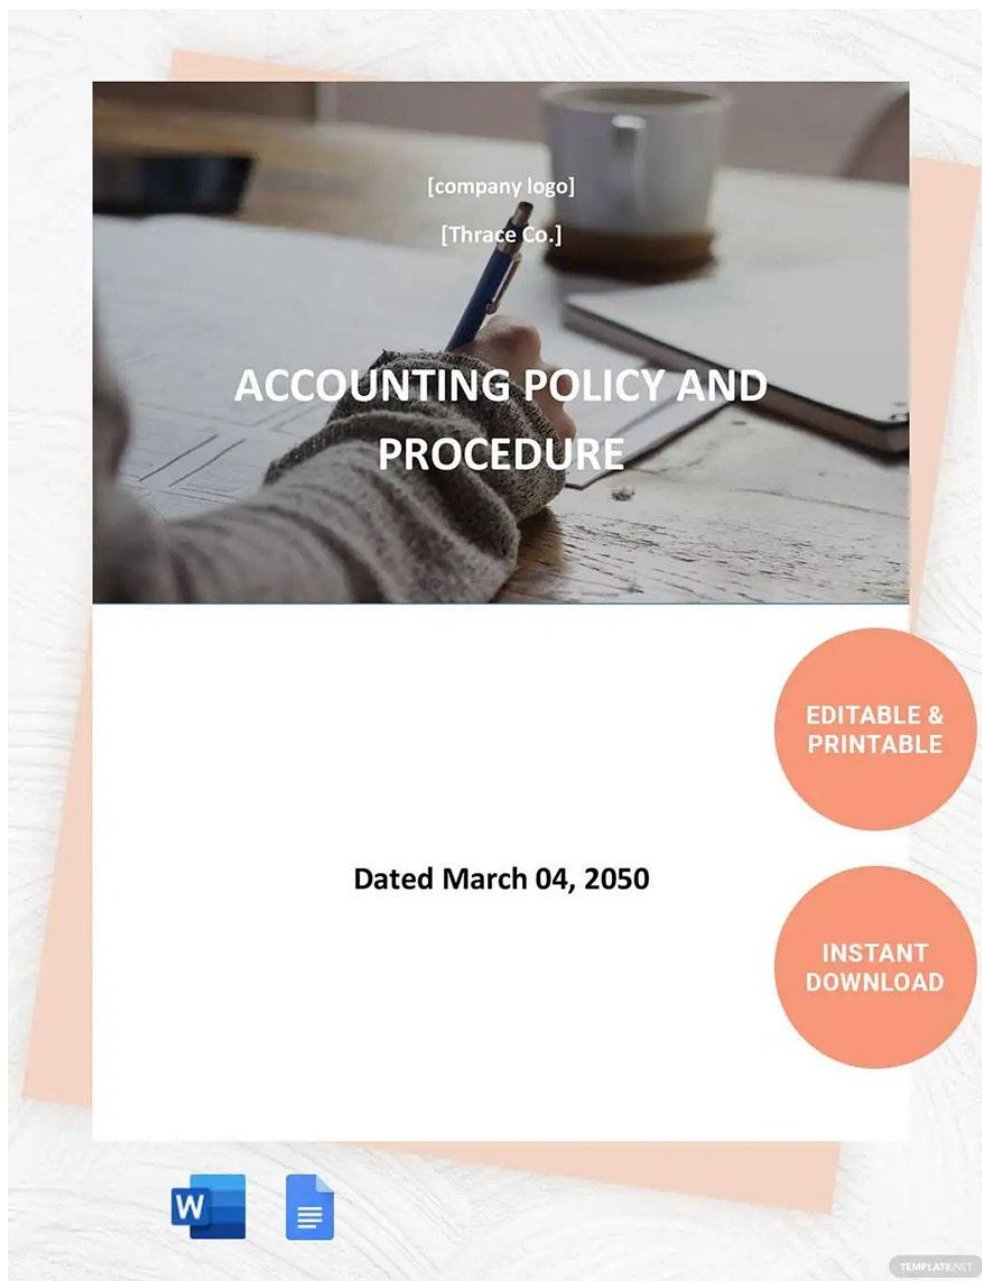 [company logo]
[Thrace Co.]
ACCOUNTING POLICY AND
PROCEDURE
EDITABLE &
PRINTABLE
Dated March 04, 2050
INSTANT
DOWNLOAD
W
TEMPLATE.NET